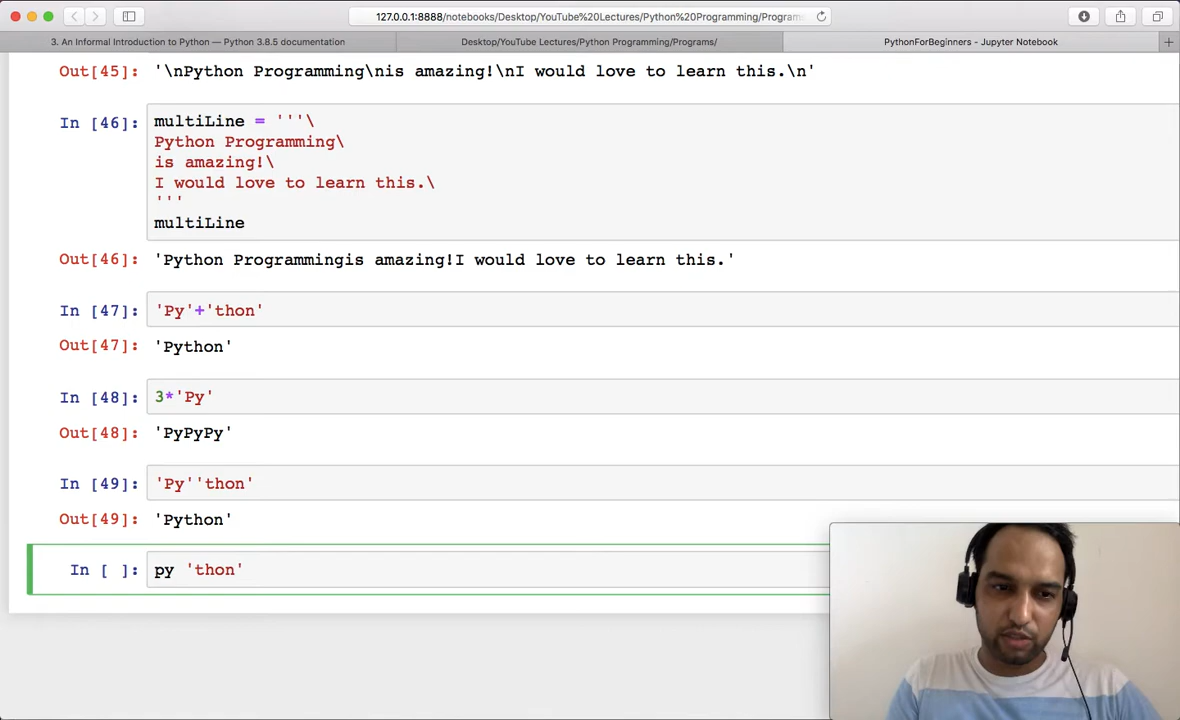 127.0.0.1:8888/notebooks/Desktop/YouTube%20Lectures/Python%20Programming/Program
3. An Informal Introduction to Python — Python 3.8.5 documentation
Desktop/YouTube Lectures/Python Programming/Programs/
PythonForBeginners - Jupyter Notebook
Out[45]: '\nPython Programming\nis amazing!\nI would love to learn this.\n'
In [46]: multiLine = '''\
Python Programming\
is amazing!\
I would love to learn this.\
'''
multiLine
Out[46]: 'Python Programmingis amazing!I would love to learn this.'
In [47]: 'Py'+'thon'
Out[47]: 'Python'
In [48]: 3*'Py'
Out[48]: 'PyPyPy'
In [49]: 'Py''thon'
Out[49]: 'Python'
In [ ]: py 'thon'